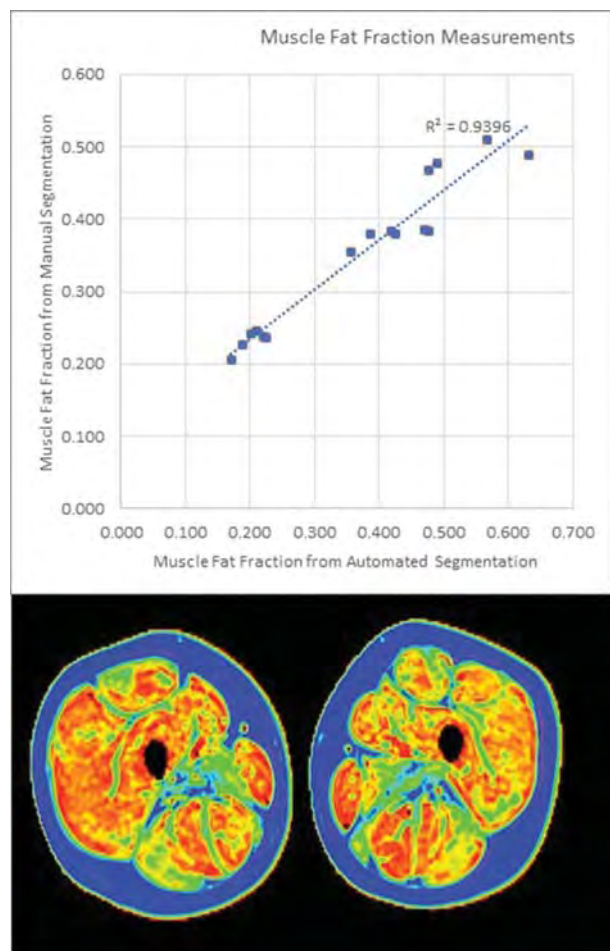 Muscle Fat Fraction Measurements
0.600
0.500
0.400
0.300
0.200
0.100
0.000
R² = 0.9396
Muscle Fat Fraction from Manual Segmentation
0.000 0.100 0.200 0.300 0.400 0.500 0.600 0.700
Muscle Fat Fraction from Automated Segmentation